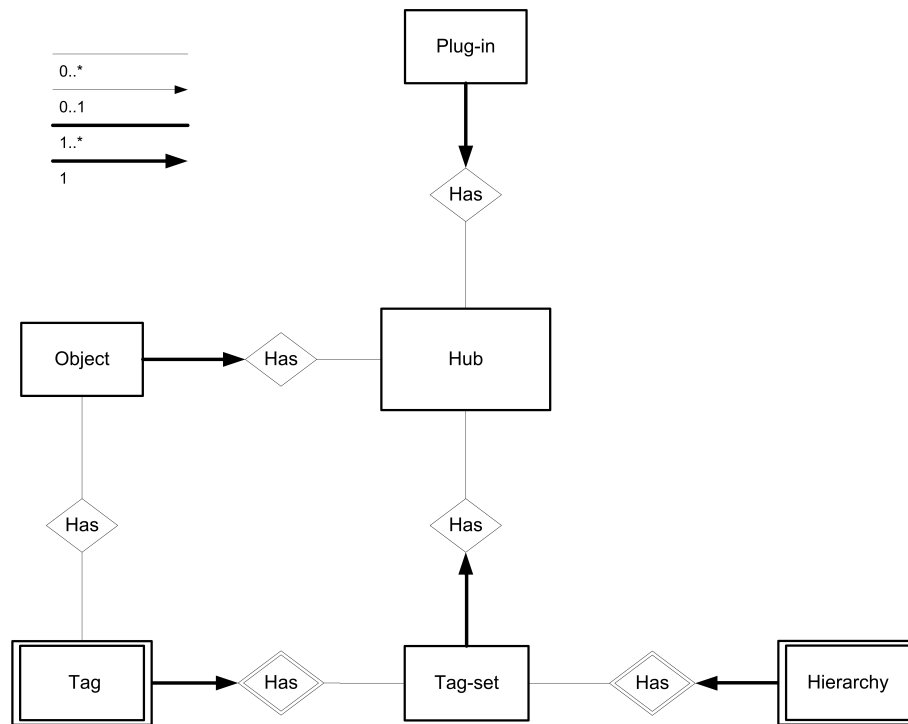 Plug-in
0..*
0..1
1..*
1
Has
Object
Has
Hub
Has
Has
Tag
Has
Tag-set
Has
Hierarchy